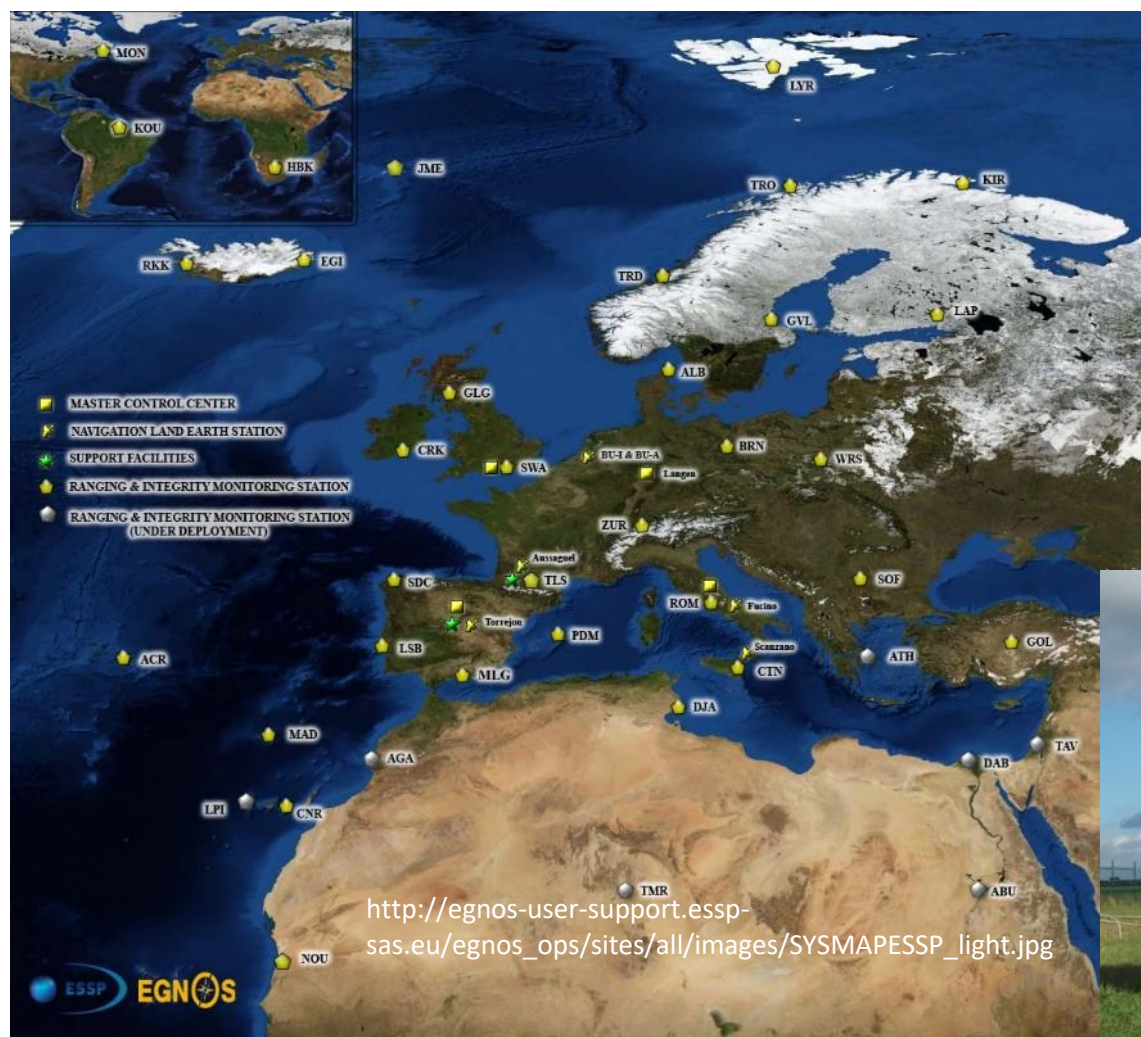 MON
KOU
HBK
LYR
JME
TRO
KIR
RKK
EGI
TRD
GVL
LAP
ALB
MASTER CONTROL CENTER
NAVIGATION LAND EARTH STATION
SUPPORT FACILITIES
RANGING & INTEGRITY MONITORING STATION
RANGING & INTEGRITY MONITORING STATION
(UNDER DEPLOYMENT)
GLG
CRK
SWA
BU-I & BU-A
Langen
BRN
WRS
ZUR
Aussaguel
SDC
TLS
SOF
ROM
Fucino
Torrejon
PDM
LSB
Scanzano
ATH
GOL
ACR
MLG
CTN
DJA
MAD
AGA
DAB
TAV
LPI
CNR
TMR
ABU
http://egnos-user-support.essp-
sas.eu/egnos_ops/sites/all/images/SYSMAPESSP_light.jpg
NOU
ESSP
EGNOS